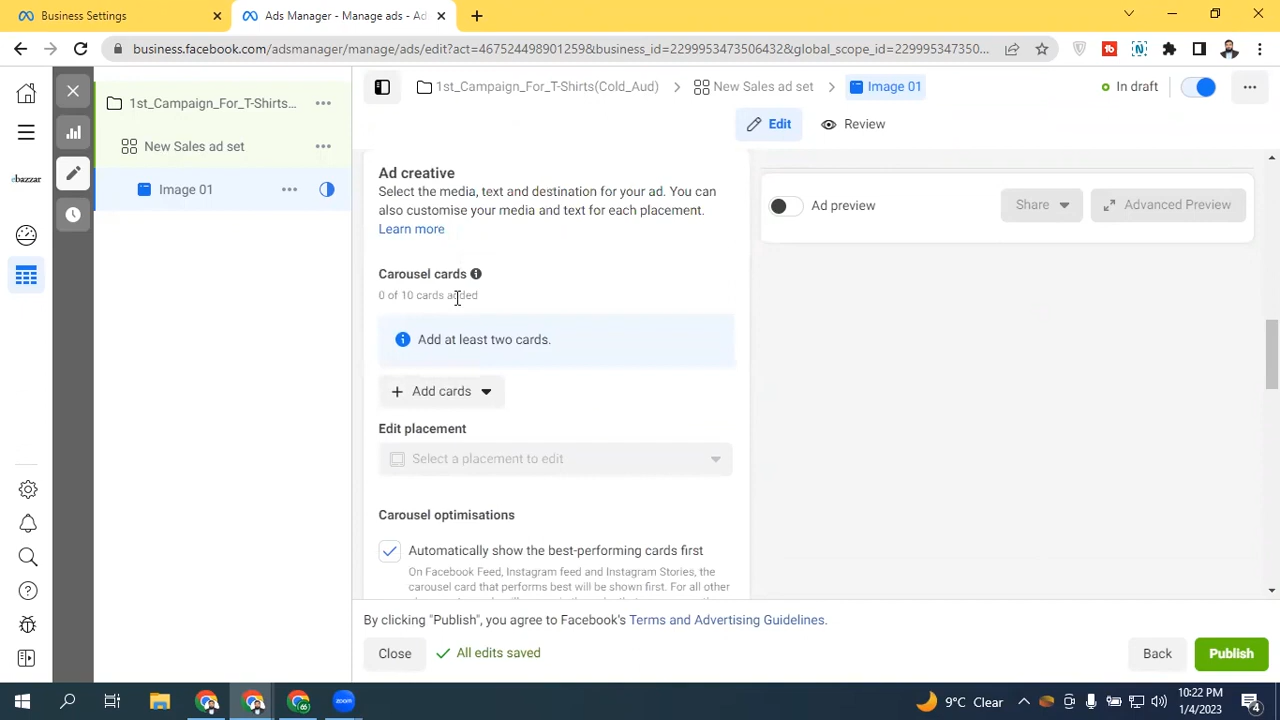 Business Settings
Ads Manager - Manage ads - Ad
business.facebook.com/adsmanager/manage/ads/edit?act=467524498901259&business_id=2299953473506432&global_scope_id=229995347350...
1st_Campaign_For_T-Shirts...
New Sales ad set
Image 01
ebazzar
1st_Campaign_For_T-Shirts(Cold_Aud)
New Sales ad set
Image 01
In draft
Edit
Review
Ad creative
Select the media, text and destination for your ad. You can
also customise your media and text for each placement.
Learn more
Carousel cards
0 of 10 cards added
Add at least two cards.
Add cards
Edit placement
Select a placement to edit
Carousel optimisations
Automatically show the best-performing cards first
On Facebook Feed, Instagram feed and Instagram Stories, the
carousel card that performs best will be shown first. For all other
Ad preview
Share
Advanced Preview
By clicking "Publish", you agree to Facebook's Terms and Advertising Guidelines.
Close
All edits saved
Back
Publish
zoom
9°C Clear
10:22 PM
1/4/2023
4